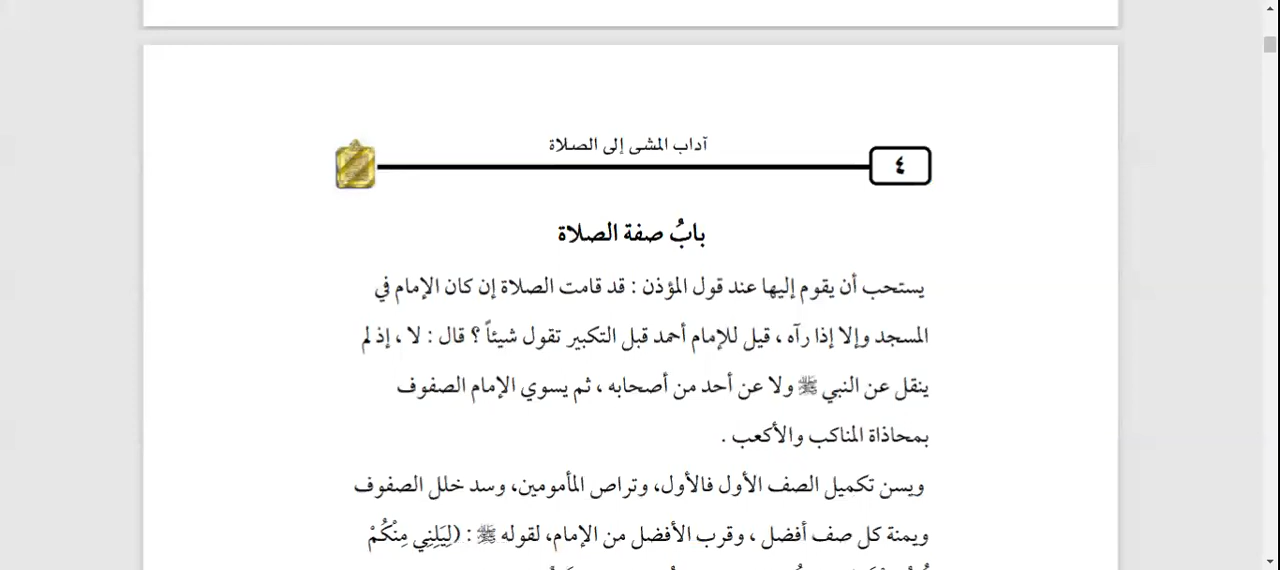 آداب المشى إلى الصلاة
٤
بابُ صفة الصلاة
يستحب أن يقوم إليها عند قول المؤذن : قد قامت الصلاة إن كان الإمام في
المسجد وإلا إذا رآه ، قيل للإمام أحمد قبل التكبير تقول شيئاً ؟ قال : لا ، إذ لم
ينقل عن النبي ﷺ ولا عن أحد من أصحابه ، ثم يسوي الإمام الصفوف
بمحاذاة المناكب والأكعب .
ويسن تكميل الصف الأول فالأول، وتراص المأمومين، وسد خلل الصفوف
ويمنة كل صف أفضل ، وقرب الأفضل من الإمام، لقوله ﷺ : (لِيَلِنِي مِنْكُمْ